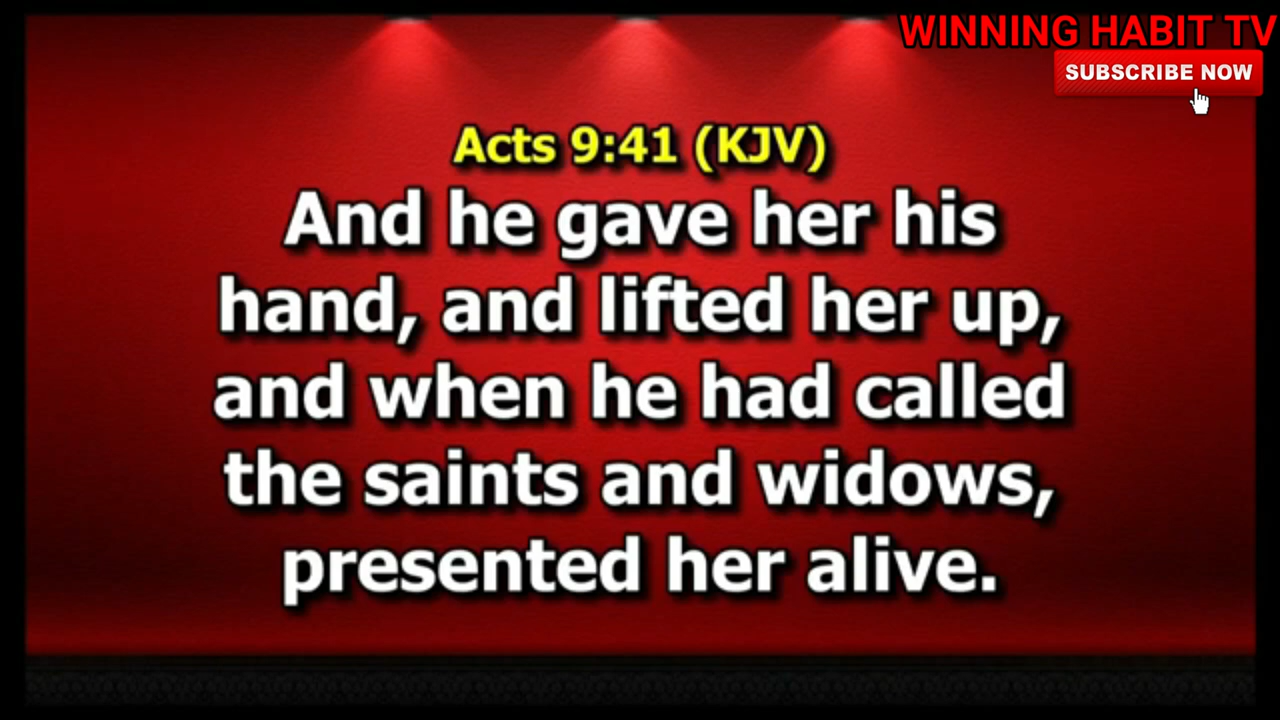 WINNING HABIT TV
SUBSCRIBE NOW
Acts 9:41 (KJV)
And he gave her his
hand, and lifted her up,
and when he had called
the saints and widows,
presented her alive.